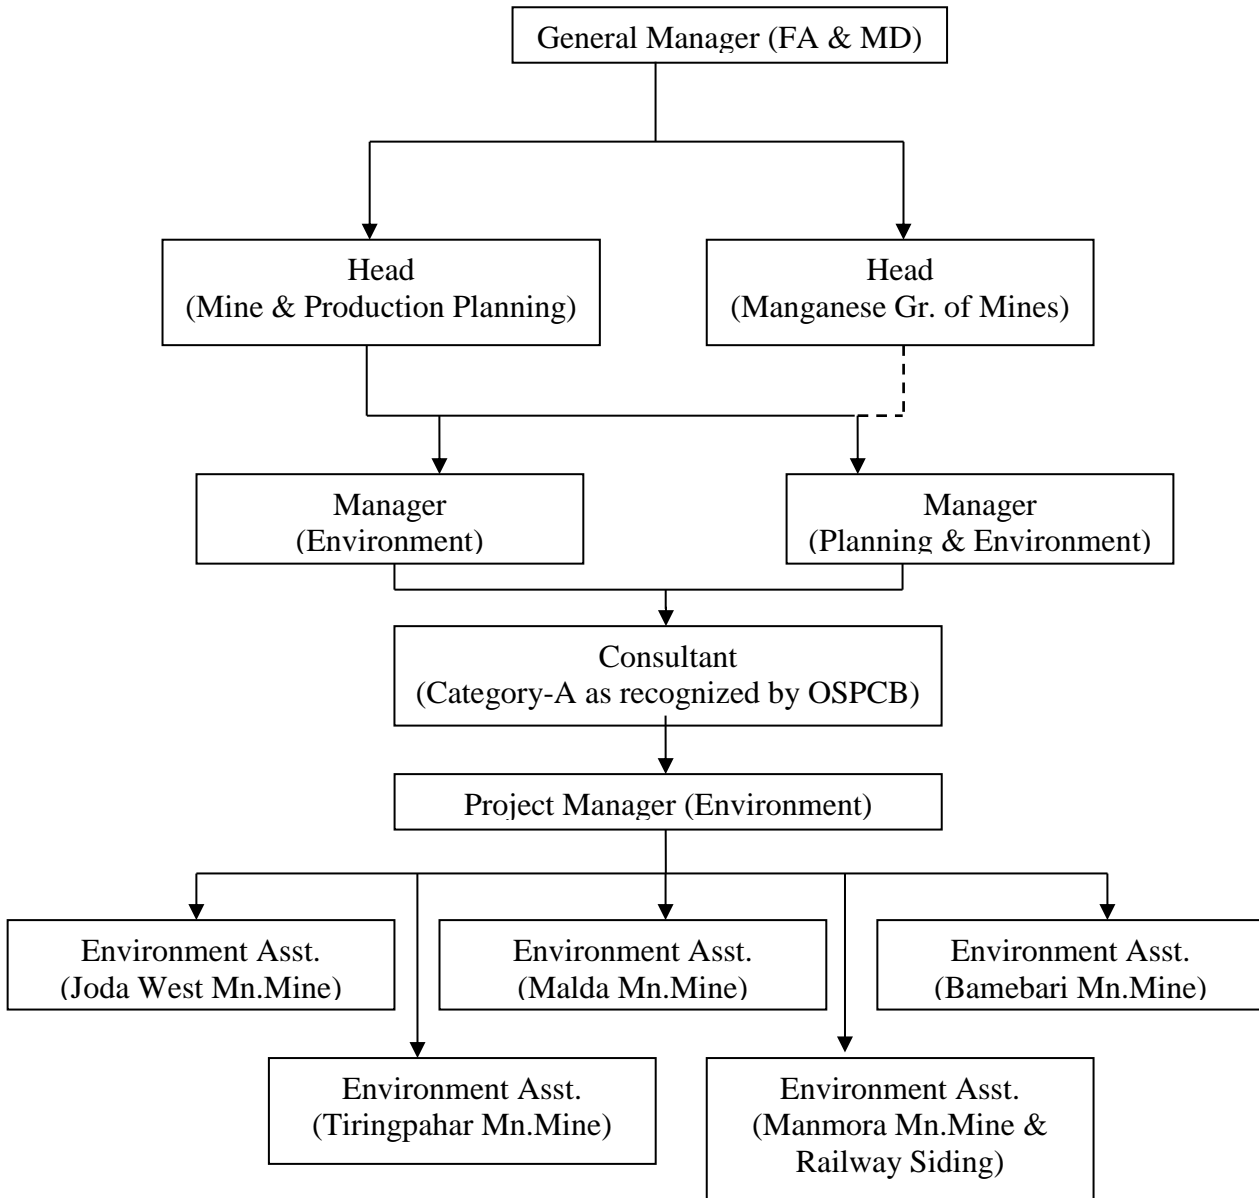 General Manager (FA & MD)
Head
(Mine & Production Planning)
Head
(Manganese Gr. of Mines)
Manager
(Environment)
Manager
(Planning & Environment)
Consultant
(Category-A as recognized by OSPCB)
Project Manager (Environment)
Environment Asst.
(Joda West Mn.Mine)
Environment Asst.
(Malda Mn.Mine)
Environment Asst.
(Bamebari Mn.Mine)
Environment Asst.
(Tiringpahar Mn.Mine)
Environment Asst.
(Manmora Mn.Mine &
Railway Siding)